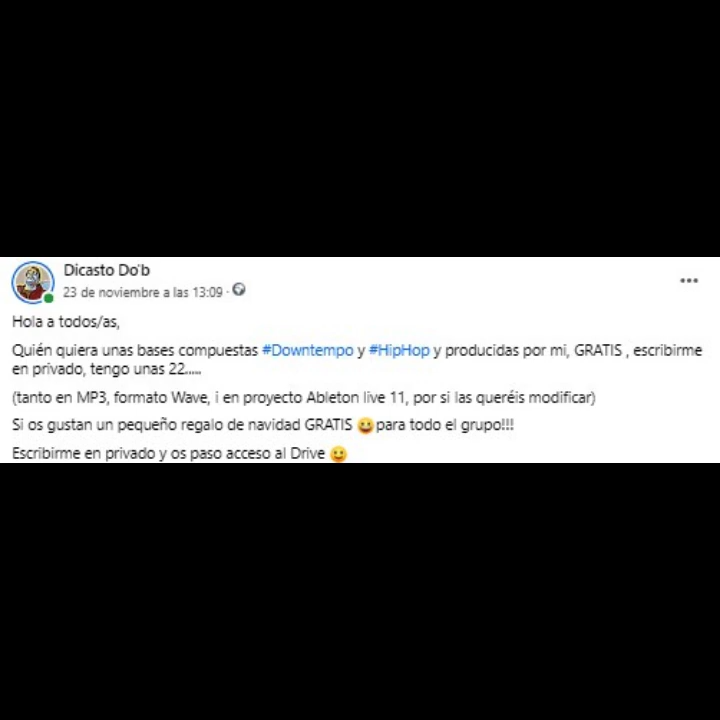 Dicasto Do'b
23 de noviembre a las 13:09 ·
Hola a todos/as,
Quién quiera unas bases compuestas #Downtempo y #HipHop y producidas por mi, GRATIS , escribirme
en privado, tengo unas 22.....
(tanto en MP3, formato Wave, i en proyecto Ableton live 11, por si las queréis modificar)
Si os gustan un pequeño regalo de navidad GRATIS 😀 para todo el grupo!!!
Escribirme en privado y os paso acceso al Drive 😀